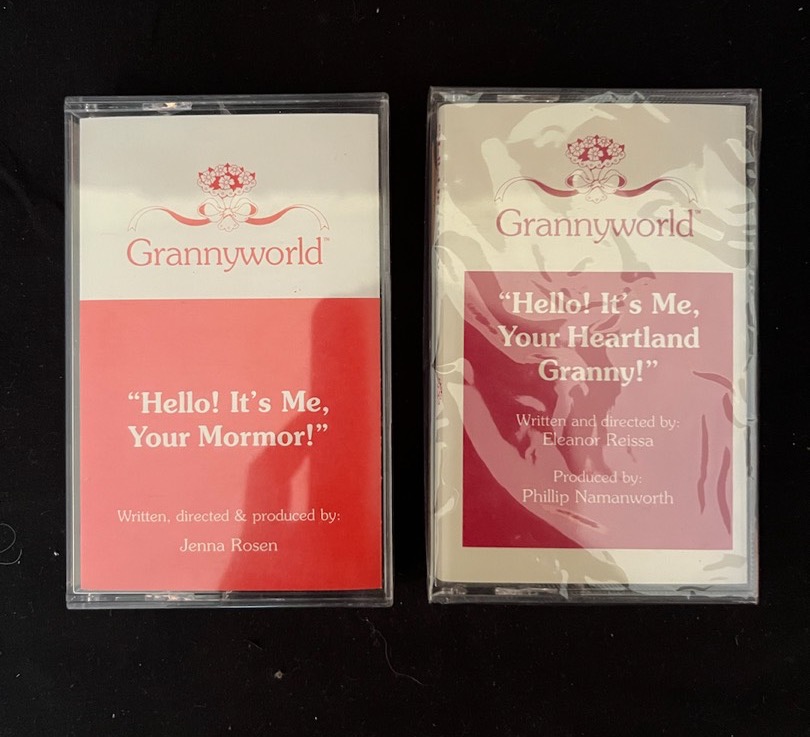 Grannyworld™
“Hello! It’s Me,
Your Mormor!”
Written, directed & produced by:
Jenna Rosen
Grannyworld™
“Hello! It’s Me,
Your Heartland
Granny!”
Written and directed by:
Eleanor Reissa
Produced by:
Phillip Namanworth